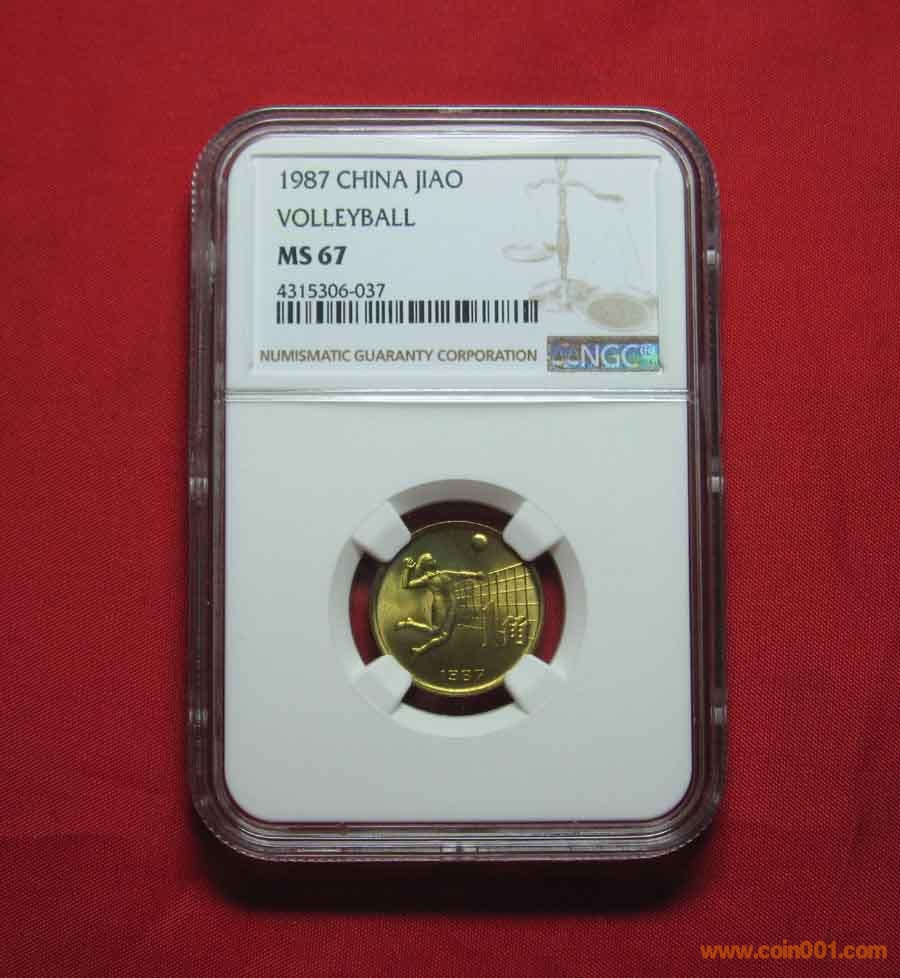 1987 CHINA JIAO
VOLLEYBALL
MS 67
4315306-037
NUMISMATIC GUARANTY CORPORATION
NGC
1角
1987
www.coin001.com